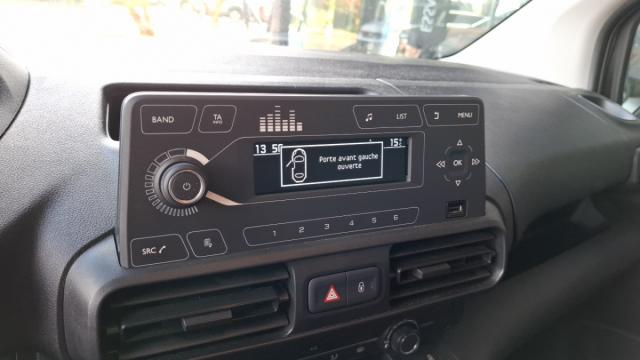 BAND
TA
INFO
LIST
MENU
13 50
15°C
Porte avant gauche
ouverte
OK
1 2 3 4 5 6
SRC